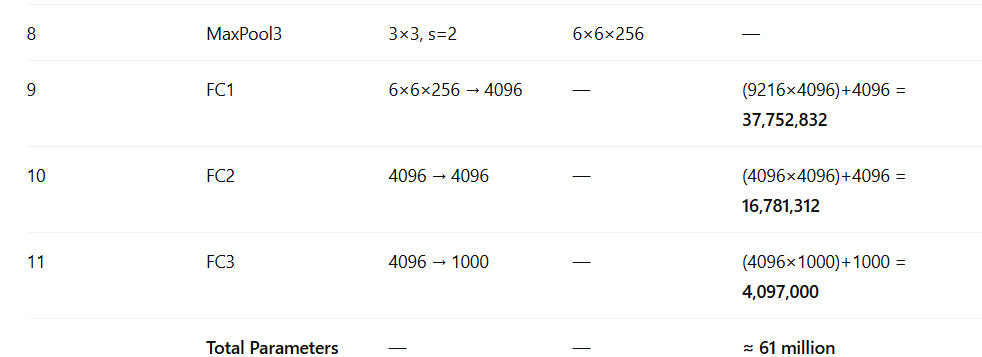 8 MaxPool3 3×3, s=2 6×6×256 —
9 FC1 6×6×256 → 4096 — (9216×4096)+4096 =
37,752,832
10 FC2 4096 → 4096 — (4096×4096)+4096 =
16,781,312
11 FC3 4096 → 1000 — (4096×1000)+1000 =
4,097,000
Total Parameters — — ≈ 61 million